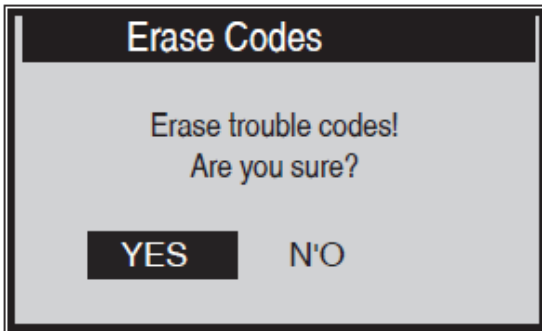 Erase Codes
Erase trouble codes!
Are you sure?
YES N'O